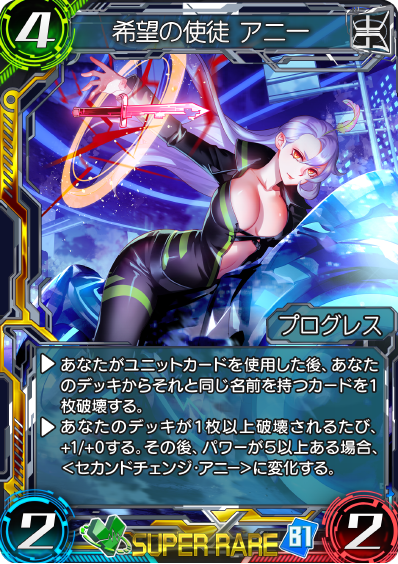 4
希望の使徒 アニー
プログレス
▶ あなたがユニットカードを使用した後、あなた
のデッキからそれと同じ名前を持つカードを1
枚破壊する。
▶ あなたのデッキが1枚以上破壊されるたび、
+1/+0する。その後、パワーが5以上ある場合、
<セカンドチェンジ·アニー>に変化する。
2
SUPER RARE
B1
2